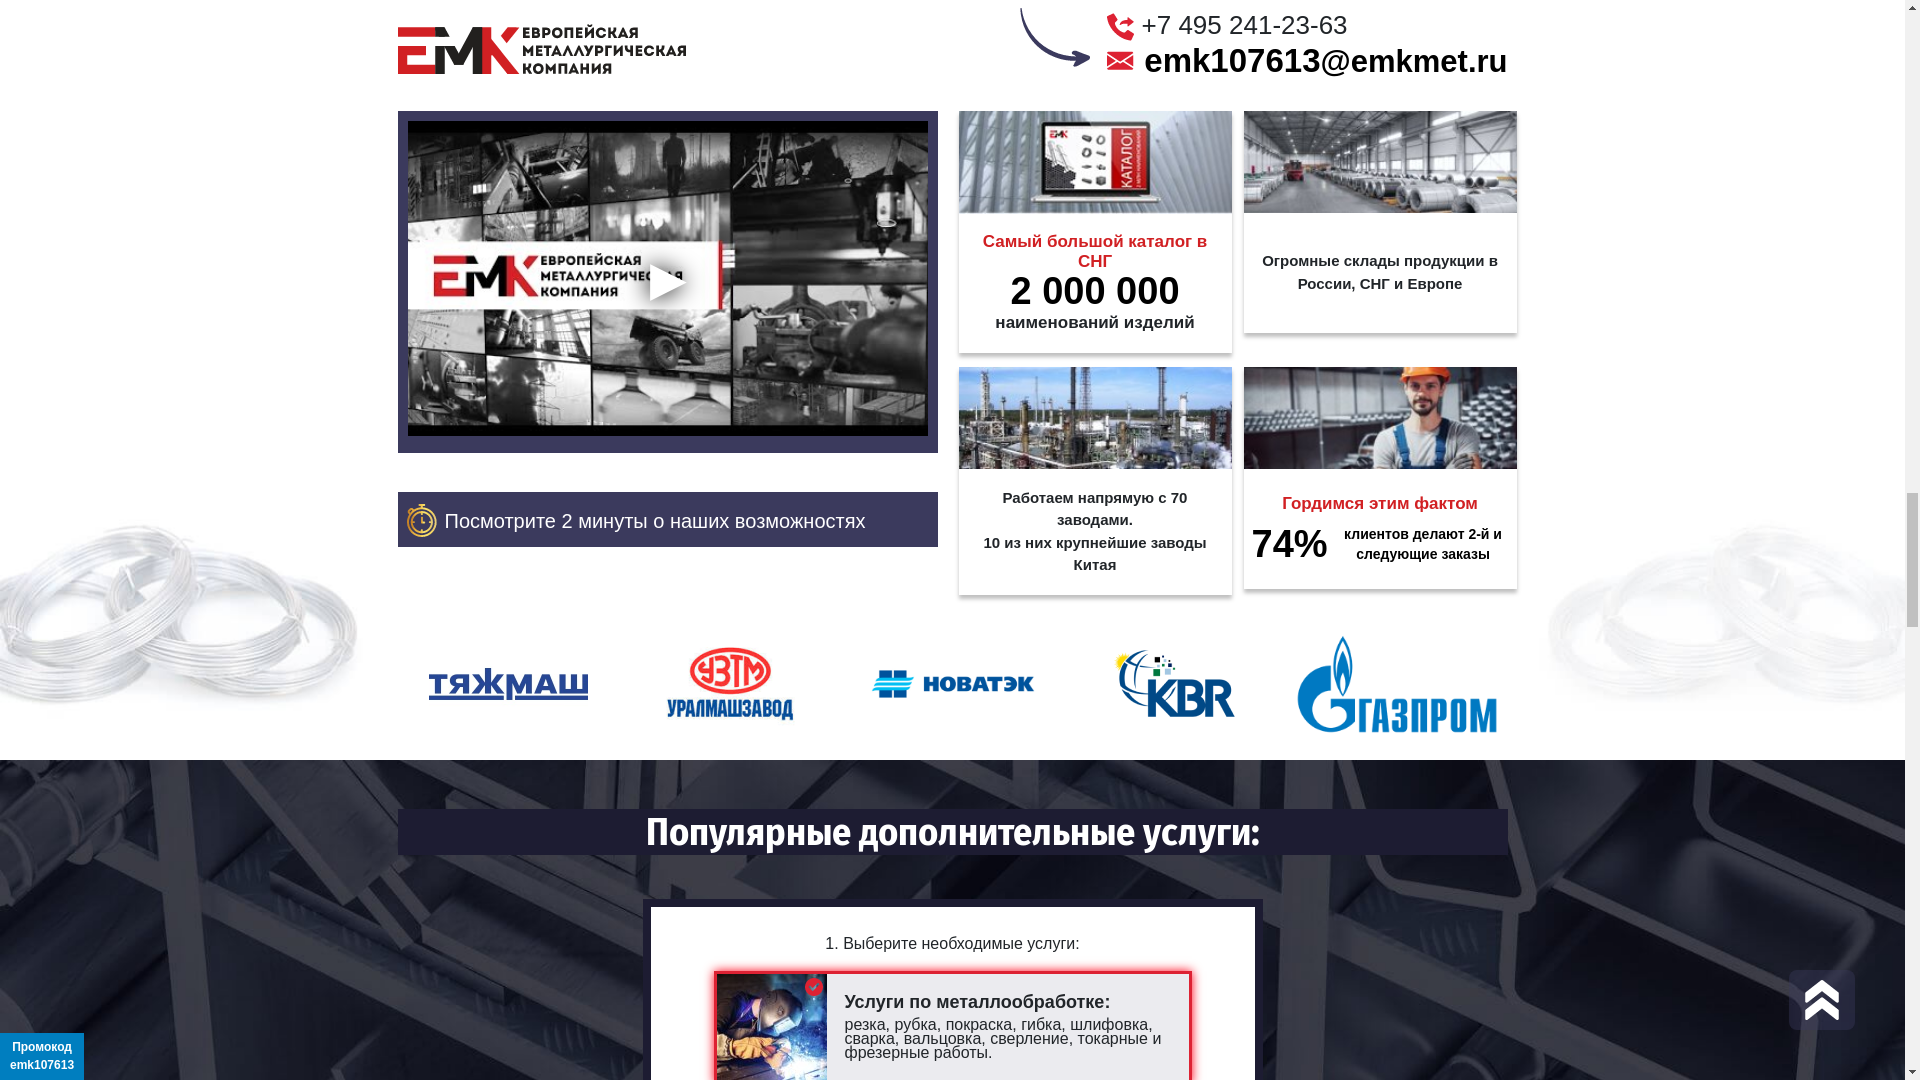 EMK ЕВРОПЕЙСКАЯ
МЕТАЛЛУРГИЧЕСКАЯ
КОМПАНИЯ
+7 495 241-23-63
emk107613@emkmet.ru
EMK ЕВРОПЕЙСКАЯ
МЕТАЛЛУРГИЧЕСКАЯ
КОМПАНИЯ
Посмотрите 2 минуты о наших возможностях
EMK
КАТАЛОГ
Самый большой каталог в
СНГ
2 000 000
наименований изделий
Огромные склады продукции в
России, СНГ и Европе
Работаем напрямую с 70
заводами.
10 из них крупнейшие заводы
Китая
Гордимся этим фактом
74%
клиентов делают 2-й и
следующие заказы
ТЯЖМАШ
УЗТМ
УРАЛМАШЗАВОД
НОВАТЭК
KBR
ГАЗПРОМ
Популярные дополнительные услуги:
1. Выберите необходимые услуги:
Услуги по металлообработке:
резка, рубка, покраска, гибка, шлифовка,
сварка, вальцовка, сверление, токарные и
фрезерные работы.
Промокод
emk107613